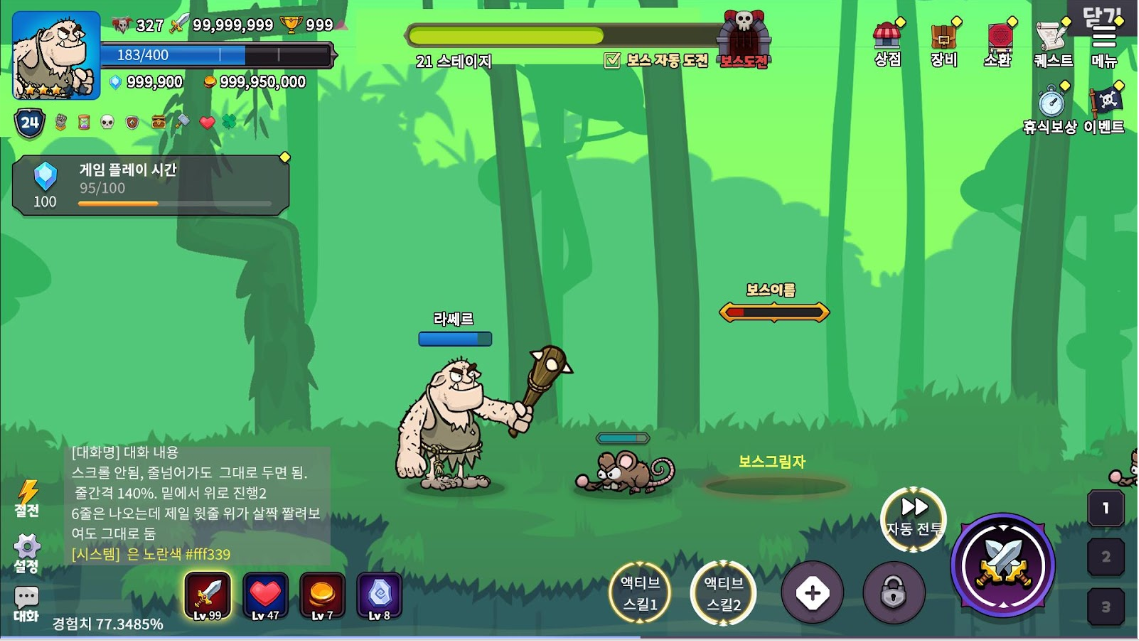 327 99,999,999 999
183/400
999,900 999,950,000
24
21 스테이지
보스 자동 도전
보스도전
상점
장비
소환
퀘스트
닫기
메뉴
휴식보상
이벤트
게임 플레이 시간
95/100
100
보스이름
라쎄르
보스그림자
[대화명] 대화 내용
스크롤 안됨, 줄넘어가도 그대로 두면 됨.
줄간격 140%. 밑에서 위로 진행2
6줄은 나오는데 제일 윗줄 위가 살짝 짤려보
여도 그대로 둠
[시스템] 은 노란색 #fff339
절전
설정
대화
Lv 99
Lv 47
Lv 7
Lv 8
경험치 77.3485%
액티브
스킬1
액티브
스킬2
자동 전투
1
2
3